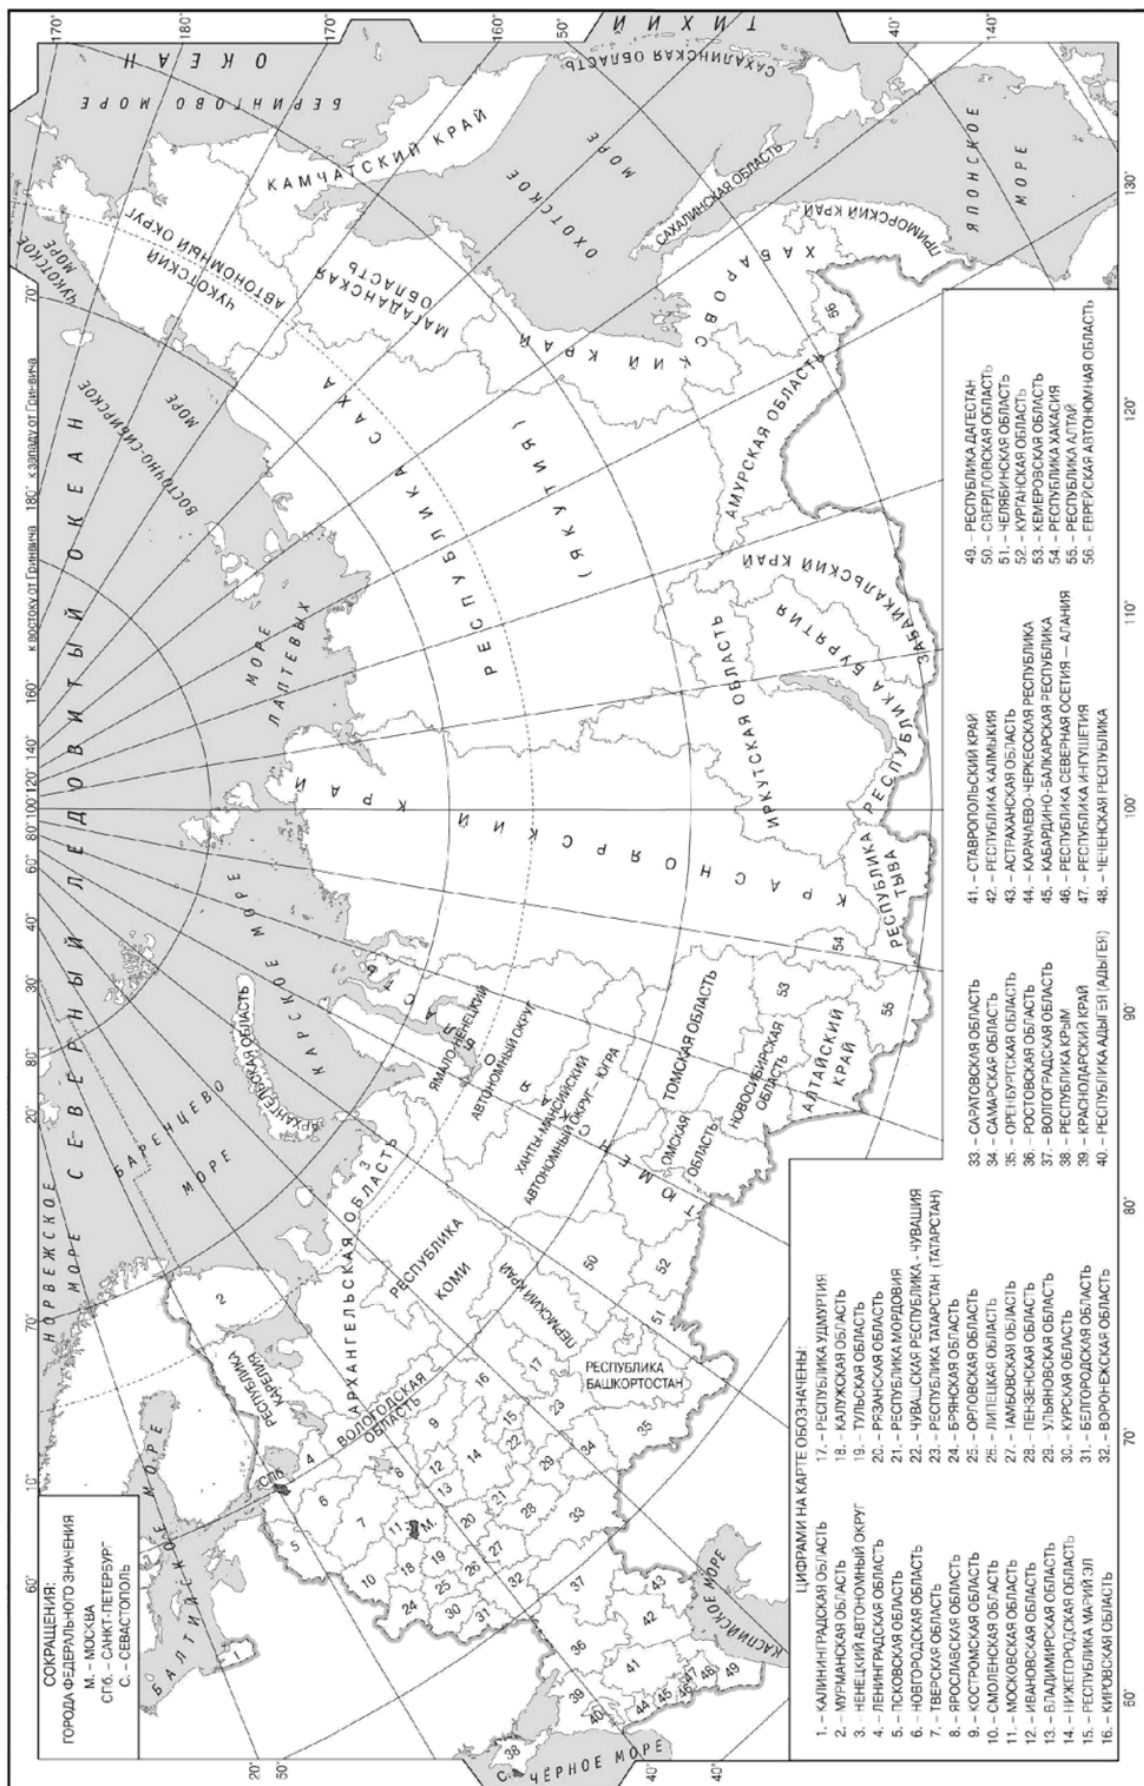 СОКРАЩЕНИЯ:
ГОРОДА ФЕДЕРАЛЬНОГО ЗНАЧЕНИЯ
М. – МОСКВА
СПб. – САНКТ-ПЕТЕРБУРГ
С. – СЕВАСТОПОЛЬ
СЕВЕРНЫЙ ЛЕДОВИТЫЙ ОКЕАН
ТИХИЙ
ОКЕАН
НОРВЕЖСКОЕ
МОРЕ
БАРЕНЦЕВО
МОРЕ
КАРСКОЕ МОРЕ
МОРЕ
ЛАПТЕВЫХ
ВОСТОЧНО-СИБИРСКОЕ
МОРЕ
ЧУКОТСКОЕ
МОРЕ
БЕРИНГОВО МОРЕ
ОХОТСКОЕ
МОРЕ
ЯПОНСКОЕ
МОРЕ
БАЛТИЙСКОЕ МОРЕ
ЧЁРНОЕ МОРЕ
КАСПИЙСКОЕ МОРЕ
к востоку от Гринвича 180° к западу от Гринвича
РЕСПУБЛИКА
КАРЕЛИЯ
АРХАНГЕЛЬСКАЯ ОБЛАСТЬ
АРХАНГЕЛЬСКАЯ ОБЛАСТЬ
ВОЛОГОДСКАЯ
ОБЛАСТЬ
РЕСПУБЛИКА
КОМИ
ПЕРМСКИЙ КРАЙ
РЕСПУБЛИКА
БАШКОРТОСТАН
ТЮМЕНСКАЯ ОБЛАСТЬ
ЯМАЛО-НЕНЕЦКИЙ
АВТОНОМНЫЙ ОКРУГ
ХАНТЫ-МАНСИЙСКИЙ
АВТОНОМНЫЙ ОКРУГ – ЮГРА
ОМСКАЯ
ОБЛАСТЬ
ТОМСКАЯ ОБЛАСТЬ
НОВОСИБИРСКАЯ
ОБЛАСТЬ
АЛТАЙСКИЙ
КРАЙ
КРАСНОЯРСКИЙ КРАЙ
РЕСПУБЛИКА
ТЫВА
ИРКУТСКАЯ ОБЛАСТЬ
РЕСПУБЛИКА БУРЯТИЯ
ЗАБАЙКАЛЬСКИЙ КРАЙ
РЕСПУБЛИКА САХА
(ЯКУТИЯ)
АМУРСКАЯ ОБЛАСТЬ
ХАБАРОВСКИЙ КРАЙ
ПРИМОРСКИЙ КРАЙ
САХАЛИНСКАЯ ОБЛАСТЬ
САХАЛИНСКАЯ ОБЛАСТЬ
МАГАДАНСКАЯ
ОБЛАСТЬ
ЧУКОТСКИЙ
АВТОНОМНЫЙ ОКРУГ
КАМЧАТСКИЙ КРАЙ
СПб.
М.
С.
ЦИФРАМИ НА КАРТЕ ОБОЗНАЧЕНЫ:
1. – КАЛИНИНГРАДСКАЯ ОБЛАСТЬ
2. – МУРМАНСКАЯ ОБЛАСТЬ
3. – НЕНЕЦКИЙ АВТОНОМНЫЙ ОКРУГ
4. – ЛЕНИНГРАДСКАЯ ОБЛАСТЬ
5. – ПСКОВСКАЯ ОБЛАСТЬ
6. – НОВГОРОДСКАЯ ОБЛАСТЬ
7. – ТВЕРСКАЯ ОБЛАСТЬ
8. – ЯРОСЛАВСКАЯ ОБЛАСТЬ
9. – КОСТРОМСКАЯ ОБЛАСТЬ
10. – СМОЛЕНСКАЯ ОБЛАСТЬ
11. – МОСКОВСКАЯ ОБЛАСТЬ
12. – ИВАНОВСКАЯ ОБЛАСТЬ
13. – ВЛАДИМИРСКАЯ ОБЛАСТЬ
14. – НИЖЕГОРОДСКАЯ ОБЛАСТЬ
15. – РЕСПУБЛИКА МАРИЙ ЭЛ
16. – КИРОВСКАЯ ОБЛАСТЬ
17. – РЕСПУБЛИКА УДМУРТИЯ
18. – КАЛУЖСКАЯ ОБЛАСТЬ
19. – ТУЛЬСКАЯ ОБЛАСТЬ
20. – РЯЗАНСКАЯ ОБЛАСТЬ
21. – РЕСПУБЛИКА МОРДОВИЯ
22. – ЧУВАШСКАЯ РЕСПУБЛИКА - ЧУВАШИЯ
23. – РЕСПУБЛИКА ТАТАРСТАН (ТАТАРСТАН)
24. – БРЯНСКАЯ ОБЛАСТЬ
25. – ОРЛОВСКАЯ ОБЛАСТЬ
26. – ЛИПЕЦКАЯ ОБЛАСТЬ
27. – ТАМБОВСКАЯ ОБЛАСТЬ
28. – ПЕНЗЕНСКАЯ ОБЛАСТЬ
29. – УЛЬЯНОВСКАЯ ОБЛАСТЬ
30. – КУРСКАЯ ОБЛАСТЬ
31. – БЕЛГОРОДСКАЯ ОБЛАСТЬ
32. – ВОРОНЕЖСКАЯ ОБЛАСТЬ
33. – САРАТОВСКАЯ ОБЛАСТЬ
34. – САМАРСКАЯ ОБЛАСТЬ
35. – ОРЕНБУРГСКАЯ ОБЛАСТЬ
36. – РОСТОВСКАЯ ОБЛАСТЬ
37. – ВОЛГОГРАДСКАЯ ОБЛАСТЬ
38. – РЕСПУБЛИКА КРЫМ
39. – КРАСНОДАРСКИЙ КРАЙ
40. – РЕСПУБЛИКА АДЫГЕЯ (АДЫГЕЯ)
41. – СТАВРОПОЛЬСКИЙ КРАЙ
42. – РЕСПУБЛИКА КАЛМЫКИЯ
43. – АСТРАХАНСКАЯ ОБЛАСТЬ
44. – КАРАЧАЕВО-ЧЕРКЕССКАЯ РЕСПУБЛИКА
45. – КАБАРДИНО-БАЛКАРСКАЯ РЕСПУБЛИКА
46. – РЕСПУБЛИКА СЕВЕРНАЯ ОСЕТИЯ — АЛАНИЯ
47. – РЕСПУБЛИКА ИНГУШЕТИЯ
48. – ЧЕЧЕНСКАЯ РЕСПУБЛИКА
49. – РЕСПУБЛИКА ДАГЕСТАН
50. – СВЕРДЛОВСКАЯ ОБЛАСТЬ
51. – ЧЕЛЯБИНСКАЯ ОБЛАСТЬ
52. – КУРГАНСКАЯ ОБЛАСТЬ
53. – КЕМЕРОВСКАЯ ОБЛАСТЬ
54. – РЕСПУБЛИКА ХАКАСИЯ
55. – РЕСПУБЛИКА АЛТАЙ
56. – ЕВРЕЙСКАЯ АВТОНОМНАЯ ОБЛАСТЬ